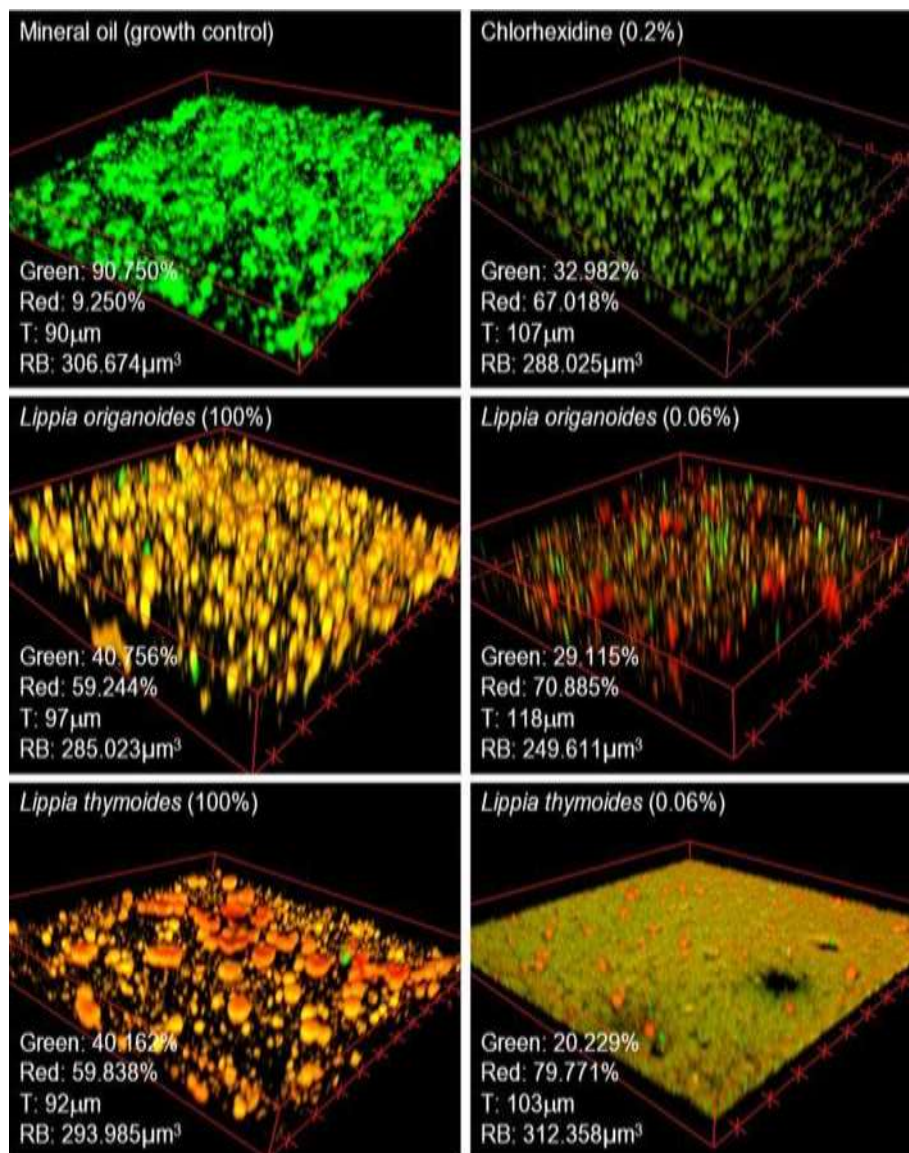 Mineral oil (growth control)
Green: 90.750%
Red: 9.250%
T: 90μm
RB: 306.674μm³
Chlorhexidine (0.2%)
Green: 32.982%
Red: 67.018%
T: 107μm
RB: 288.025μm³
Lippia origanoides (100%)
Green: 40.756%
Red: 59.244%
T: 97μm
RB: 285.023μm³
Lippia origanoides (0.06%)
Green: 29.115%
Red: 70.885%
T: 118μm
RB: 249.611μm³
Lippia thymoides (100%)
Green: 40.162%
Red: 59.838%
T: 92μm
RB: 293.985μm³
Lippia thymoides (0.06%)
Green: 20.229%
Red: 79.771%
T: 103μm
RB: 312.358μm³